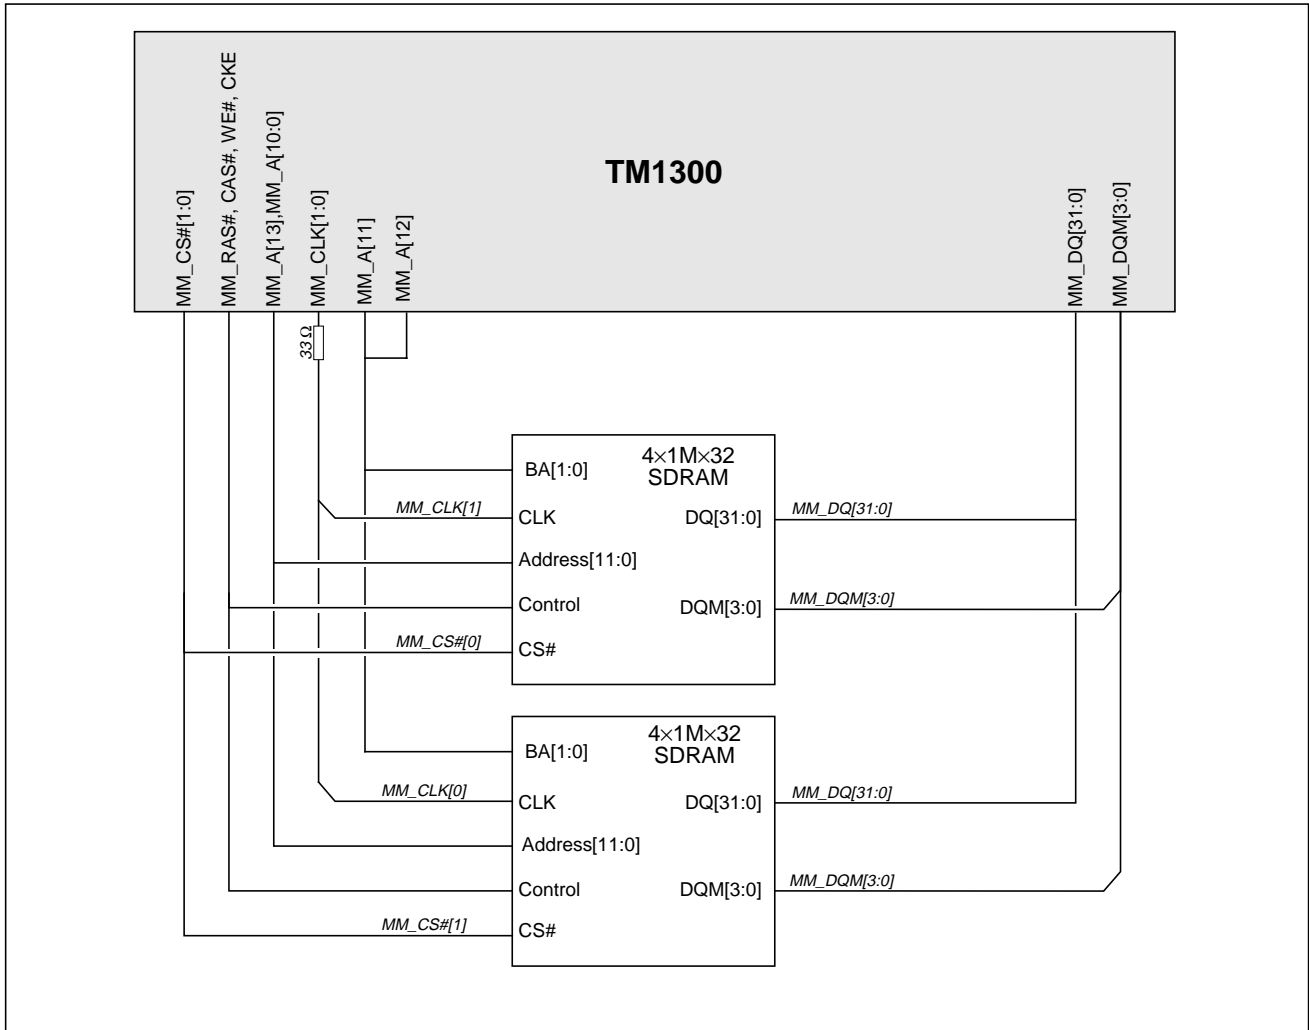 TM1300
MM_CS#[1:0]
MM_RAS#, CAS#, WE#, CKE
MM_A[13],MM_A[10:0]
MM_CLK[1:0]
MM_A[11]
MM_A[12]
MM_DQ[31:0]
MM_DQM[3:0]
33 Ω
4×1M×32
SDRAM
BA[1:0]
MM_CLK[1]
CLK
DQ[31:0]
MM_DQ[31:0]
Address[11:0]
Control
DQM[3:0]
MM_DQM[3:0]
MM_CS#[0]
CS#
4×1M×32
SDRAM
BA[1:0]
MM_CLK[0]
CLK
DQ[31:0]
MM_DQ[31:0]
Address[11:0]
Control
DQM[3:0]
MM_DQM[3:0]
MM_CS#[1]
CS#